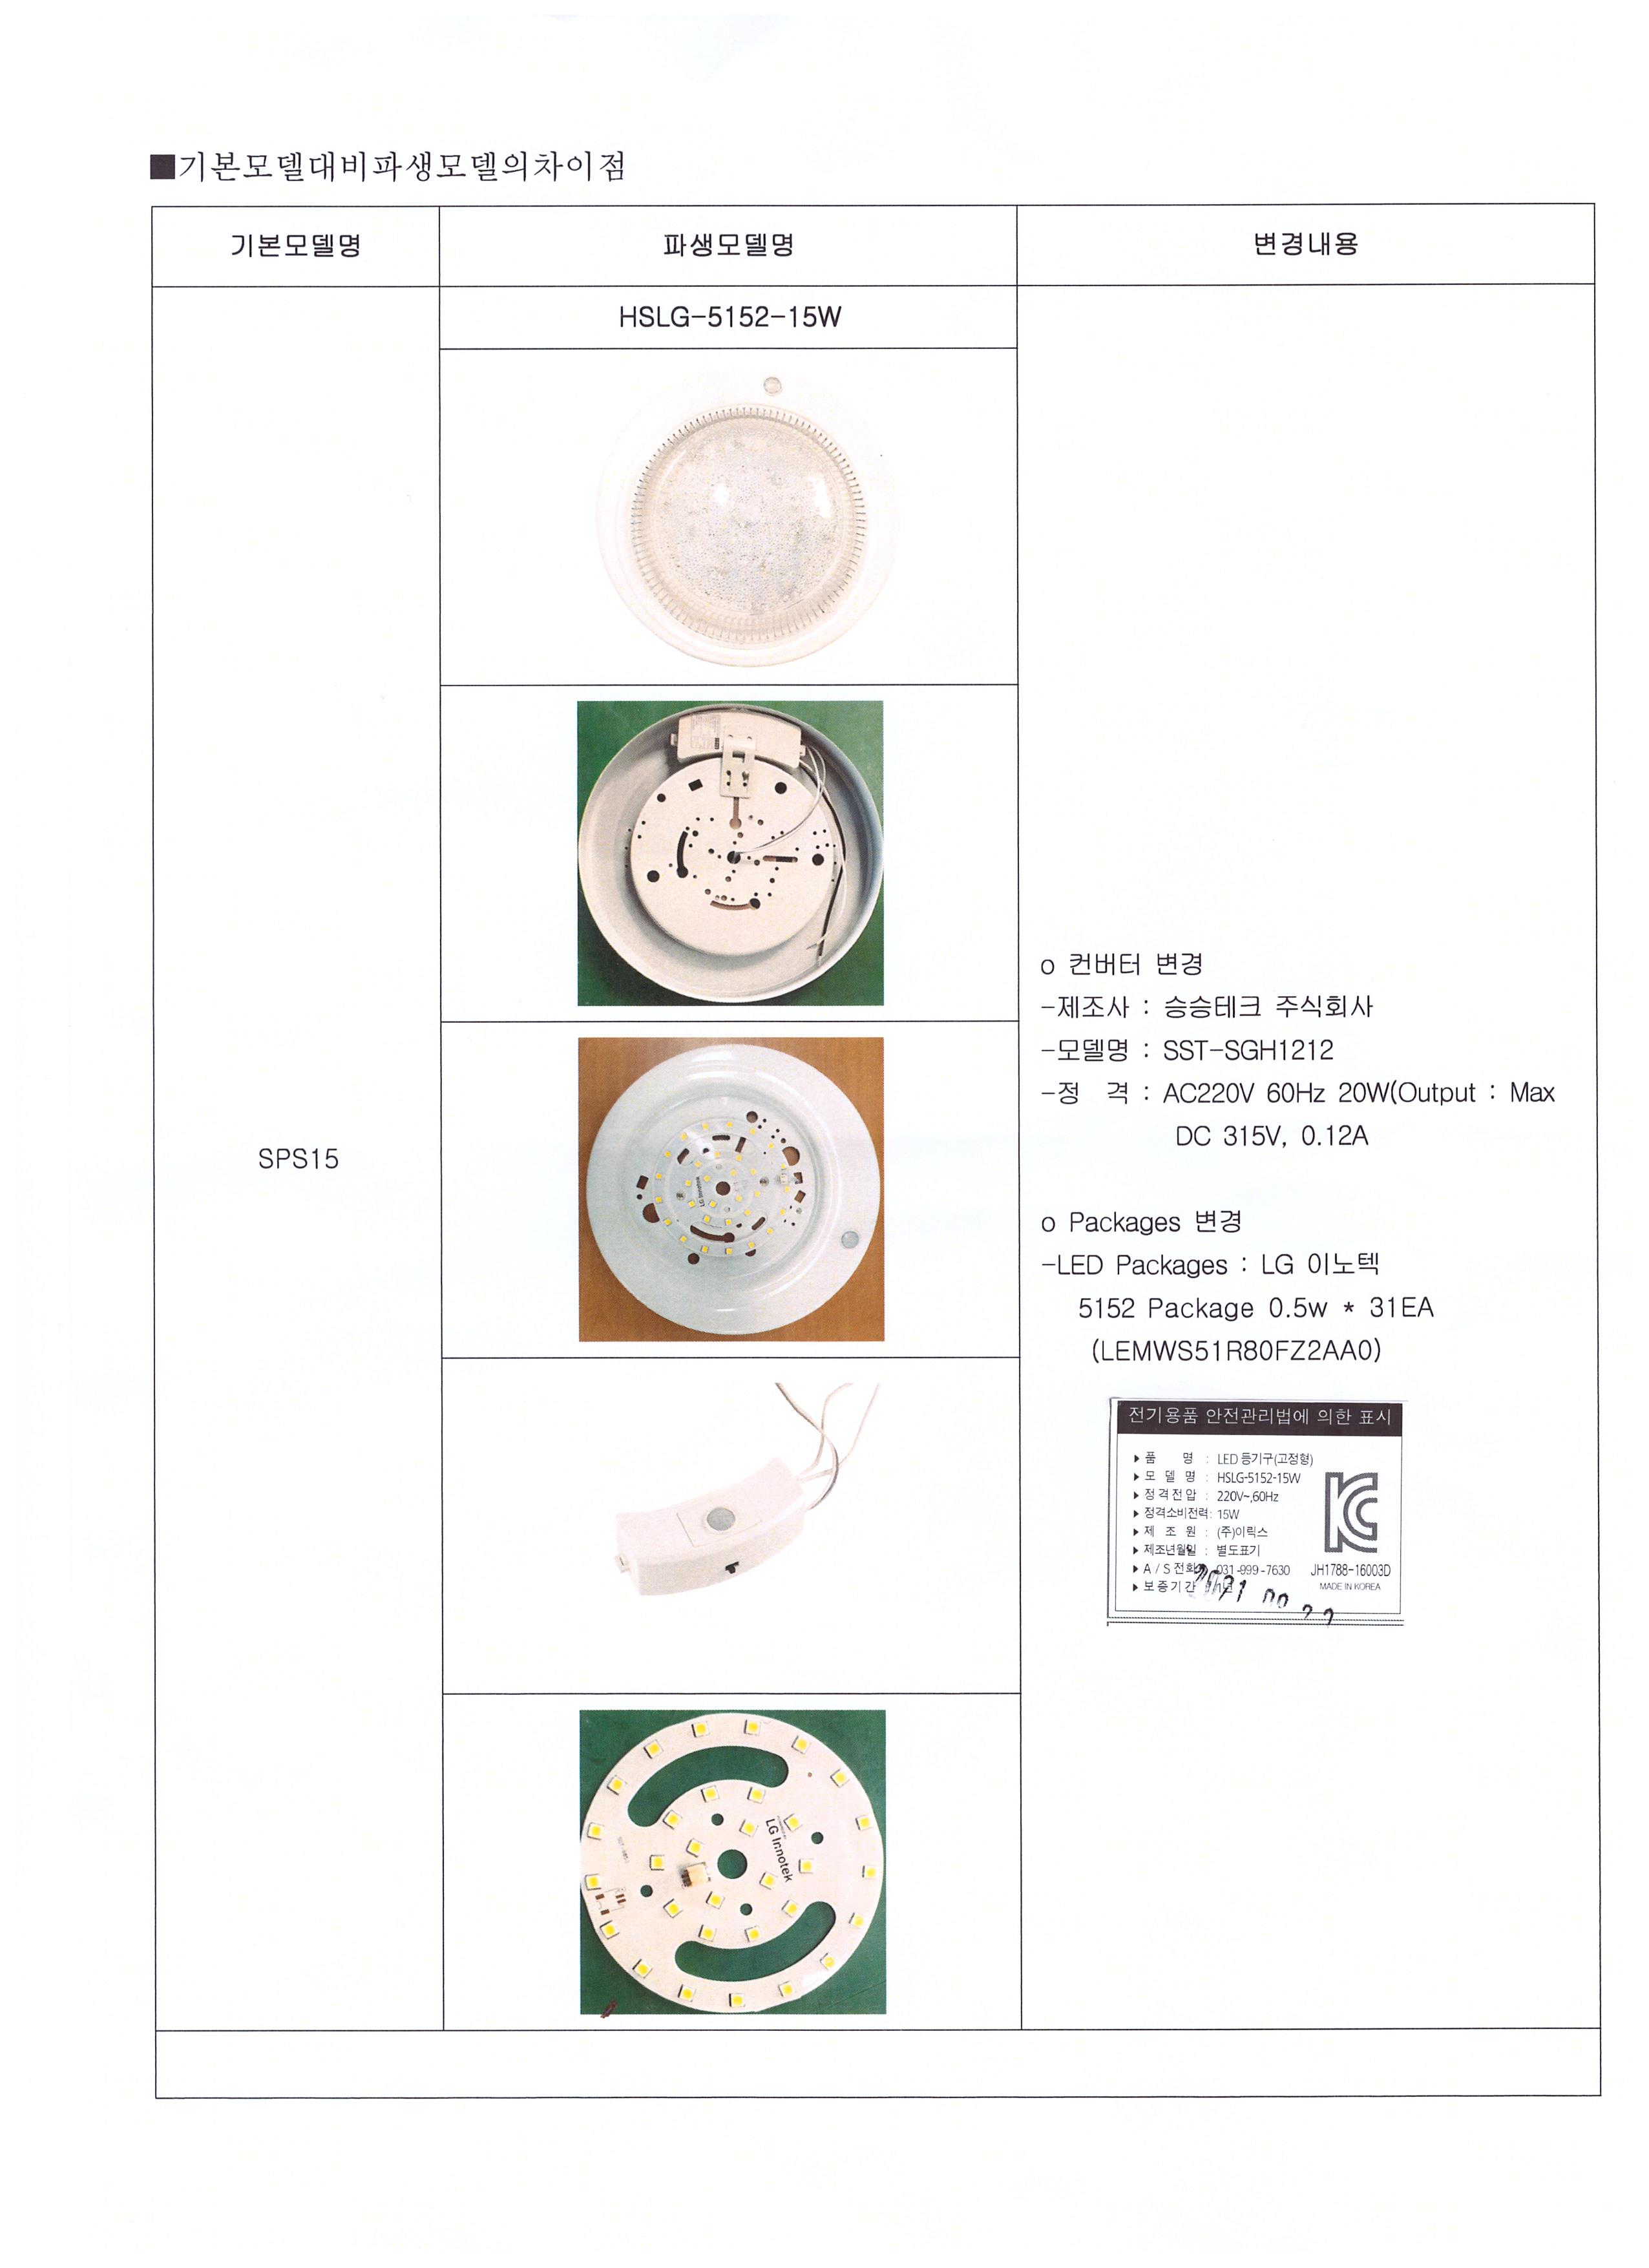 ■기본모델대비파생모델의차이점
기본모델명
파생모델명
변경내용
SPS15
HSLG-5152-15W
LG Innotek
LG Innotek
o 컨버터 변경
-제조사 : 승승테크 주식회사
-모델명 : SST-SGH1212
-정 격 : AC220V 60Hz 20W(Output : Max
DC 315V, 0.12A
o Packages 변경
-LED Packages : LG 이노텍
5152 Package 0.5w * 31EA
(LEMWS51R80FZ2AA0)
전기용품 안전관리법에 의한 표시
▶ 품 명 : LED 등기구(고정형)
▶ 모 델 명 : HSLG-5152-15W
▶ 정격전압 : 220V~,60Hz
▶ 정격소비전력 : 15W
▶ 제 조 원 : (주)이릭스
▶ 제조년월일 : 별도표기
▶ A / S 전화 031-999-7630 JH1788-16003D
▶ 보증기간 MADE IN KOREA